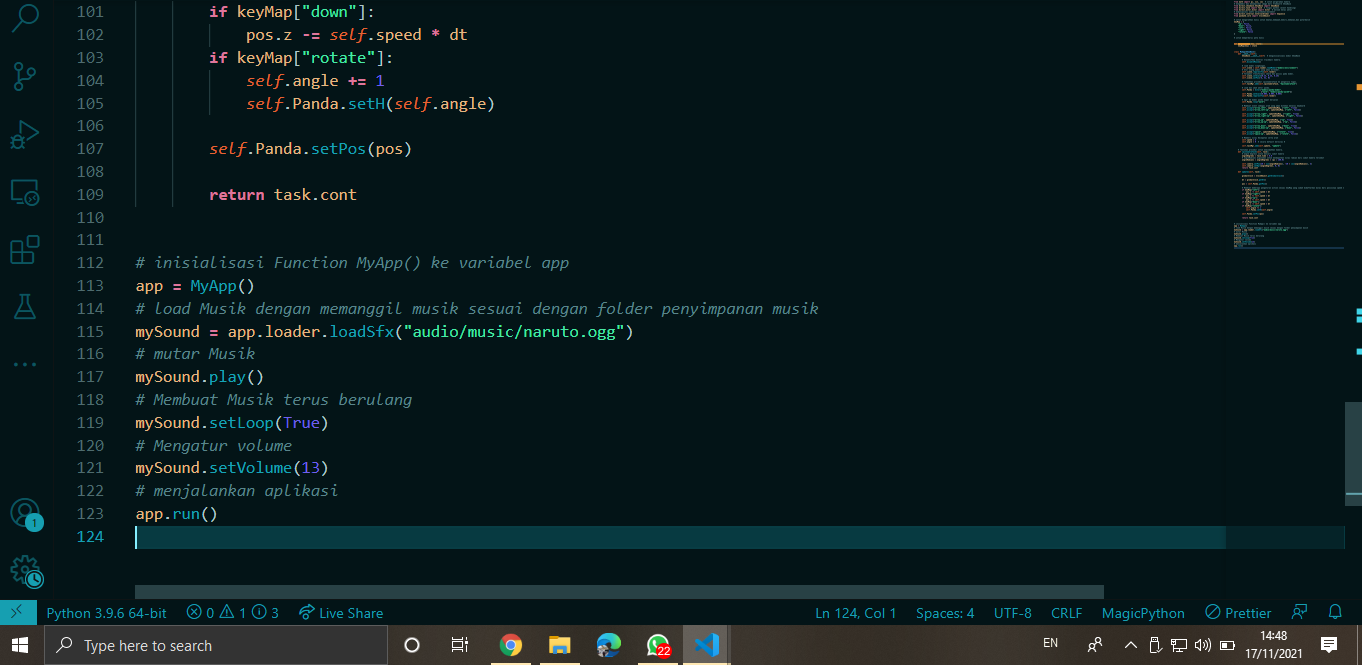 101 if keyMap["down"]:
102 pos.z -= self.speed * dt
103 if keyMap["rotate"]:
104 self.angle += 1
105 self.Panda.setH(self.angle)
106
107 self.Panda.setPos(pos)
108
109 return task.cont
110
111
112 # inisialisasi Function MyApp() ke variabel app
113 app = MyApp()
114 # load Musik dengan memanggil musik sesuai dengan folder penyimpanan musik
115 mySound = app.loader.loadSfx("audio/music/naruto.ogg")
116 # mutar Musik
117 mySound.play()
118 # Membuat Musik terus berulang
119 mySound.setLoop(True)
120 # Mengatur volume
121 mySound.setVolume(13)
122 # menjalankan aplikasi
123 app.run()
124
1
Python 3.9.6 64-bit 0 1 3 Live Share Ln 124, Col 1 Spaces: 4 UTF-8 CRLF MagicPython Prettier
Type here to search 22 EN 14:48
17/11/2021